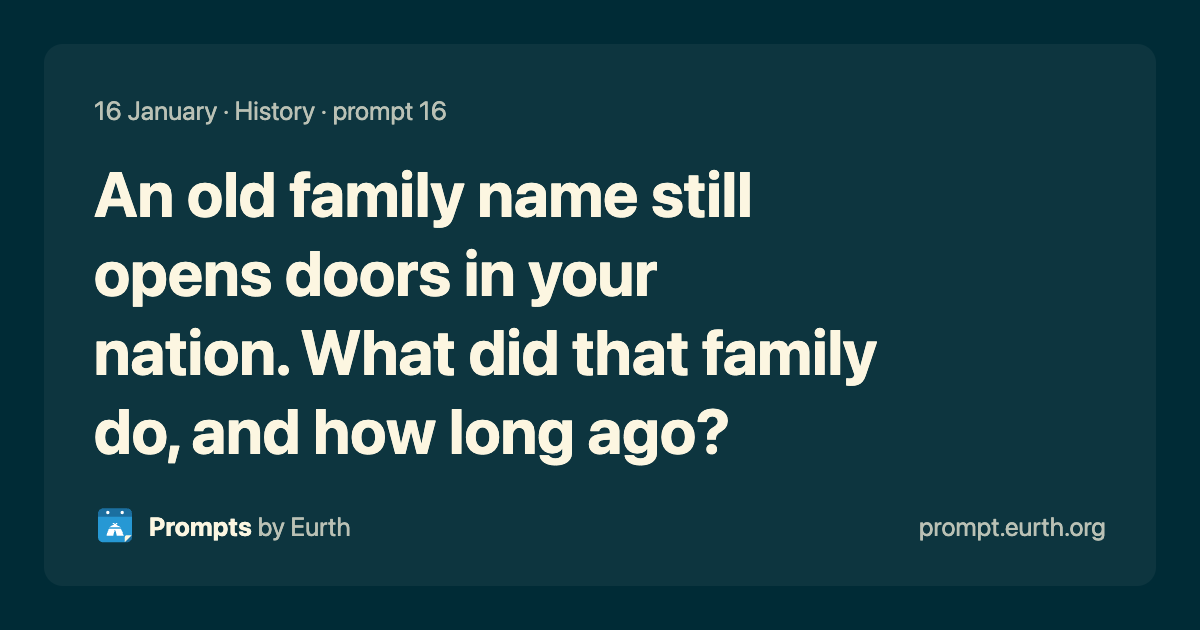 16 January · History · prompt 16
An old family name still
opens doors in your
nation. What did that family
do, and how long ago?
Prompts by Eurth
prompt.eurth.org